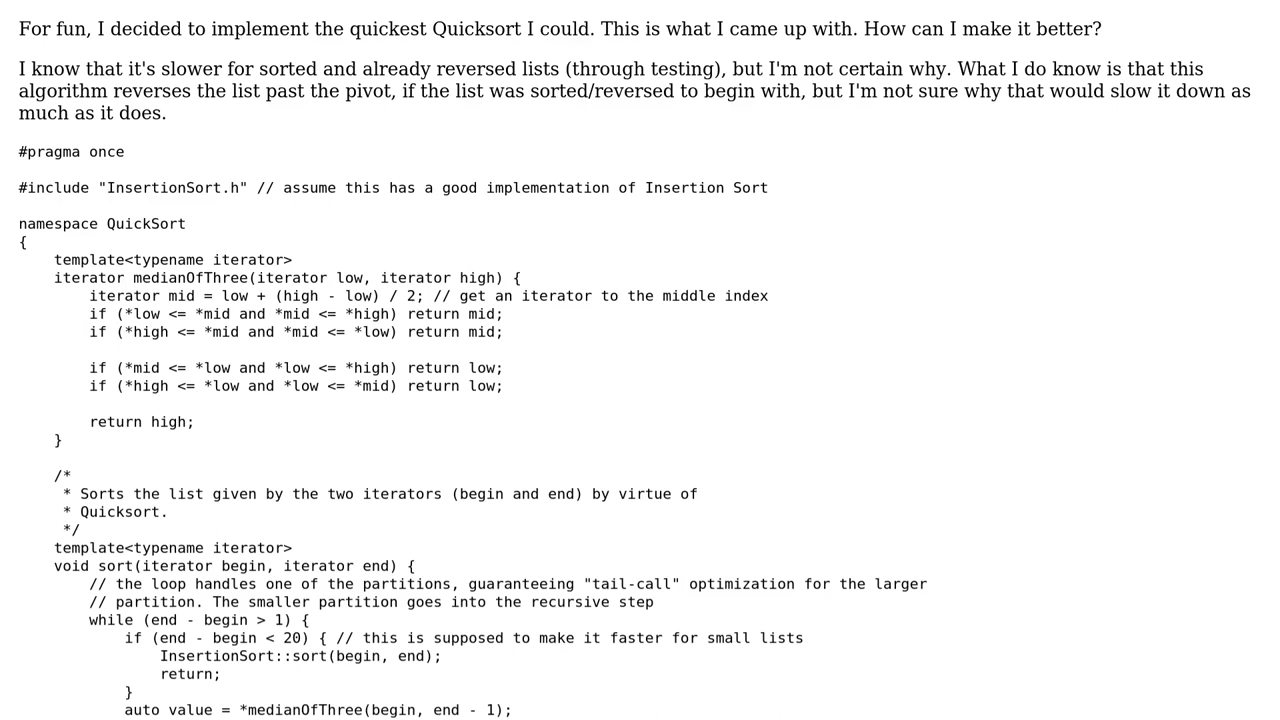 For fun, I decided to implement the quickest Quicksort I could. This is what I came up with. How can I make it better?
I know that it's slower for sorted and already reversed lists (through testing), but I'm not certain why. What I do know is that this
algorithm reverses the list past the pivot, if the list was sorted/reversed to begin with, but I'm not sure why that would slow it down as
much as it does.
#pragma once
#include "InsertionSort.h" // assume this has a good implementation of Insertion Sort
namespace QuickSort
{
    template<typename iterator>
    iterator medianOfThree(iterator low, iterator high) {
        iterator mid = low + (high - low) / 2; // get an iterator to the middle index
        if (*low <= *mid and *mid <= *high) return mid;
        if (*high <= *mid and *mid <= *low) return mid;
        if (*mid <= *low and *low <= *high) return low;
        if (*high <= *low and *low <= *mid) return low;
        return high;
    }
    /*
     * Sorts the list given by the two iterators (begin and end) by virtue of
     * Quicksort.
     */
    template<typename iterator>
    void sort(iterator begin, iterator end) {
        // the loop handles one of the partitions, guaranteeing "tail-call" optimization for the larger
        // partition. The smaller partition goes into the recursive step
        while (end - begin > 1) {
            if (end - begin < 20) { // this is supposed to make it faster for small lists
                InsertionSort::sort(begin, end);
                return;
            }
            auto value = *medianOfThree(begin, end - 1);